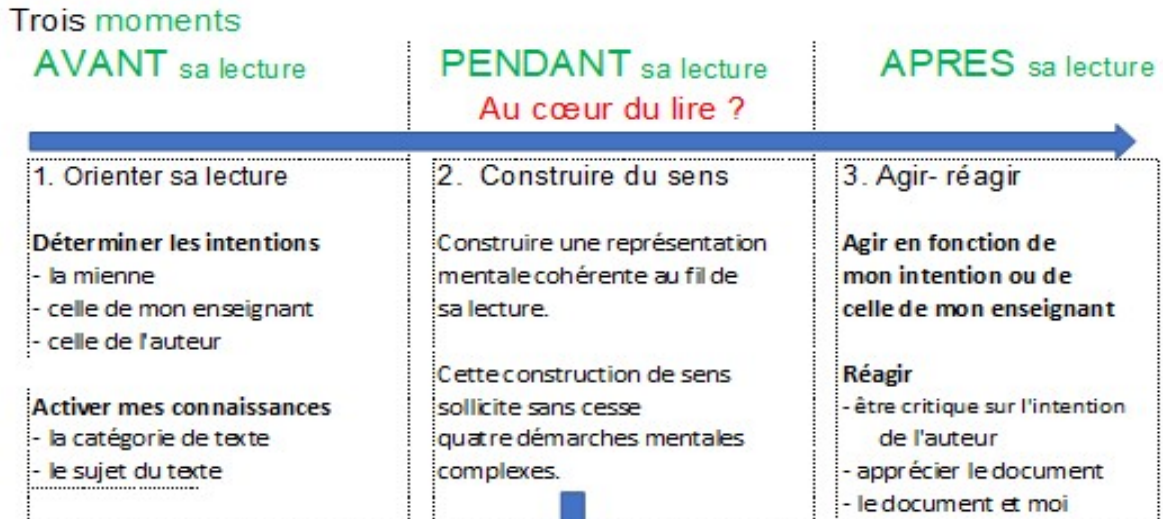 Trois moments
AVANT sa lecture
PENDANT sa lecture
APRES sa lecture
Au cœur du lire ?
1. Orienter sa lecture
Déterminer les intentions
- la mienne
- celle de mon enseignant
- celle de l'auteur
Activer mes connaissances
- la catégorie de texte
- le sujet du texte
2. Construire du sens
Construire une représentation
mentale cohérente au fil de
sa lecture.
Cette construction de sens
sollicite sans cesse
quatre démarches mentales
complexes.
3. Agir- réagir
Agir en fonction de
mon intention ou de
celle de mon enseignant
Réagir
- être critique sur l'intention
de l'auteur
- apprécier le document
- le document et moi